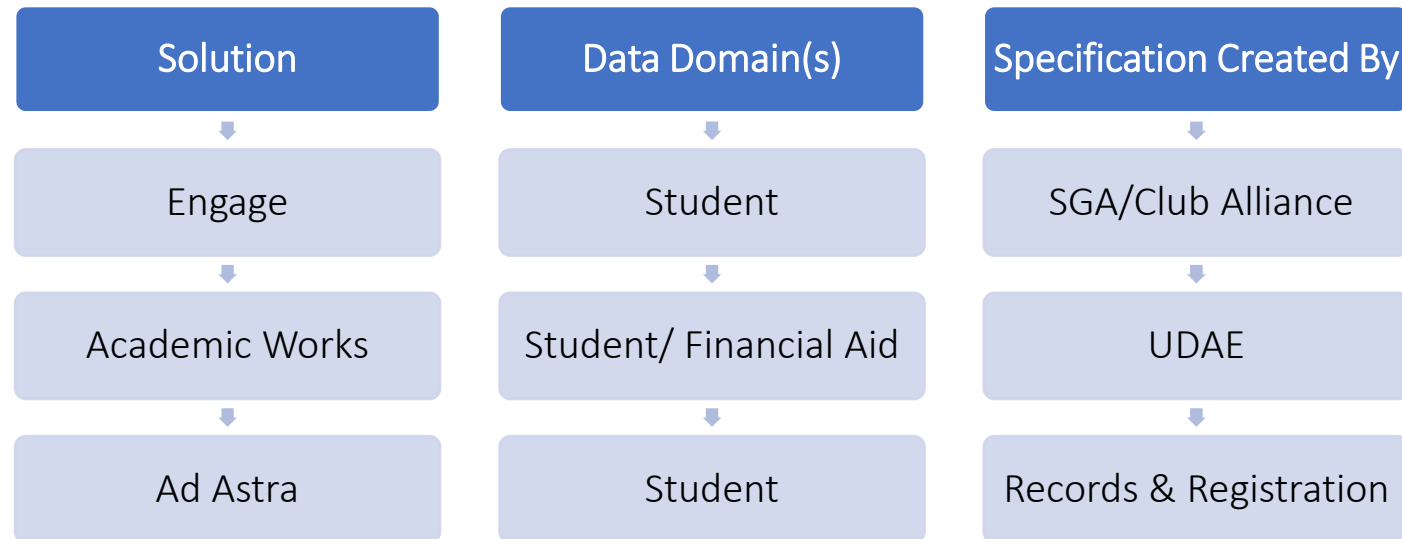 Solution
Data Domain(s)
Specification Created By
Engage
Student
SGA/Club Alliance
Academic Works
Student/ Financial Aid
UDAE
Ad Astra
Student
Records & Registration